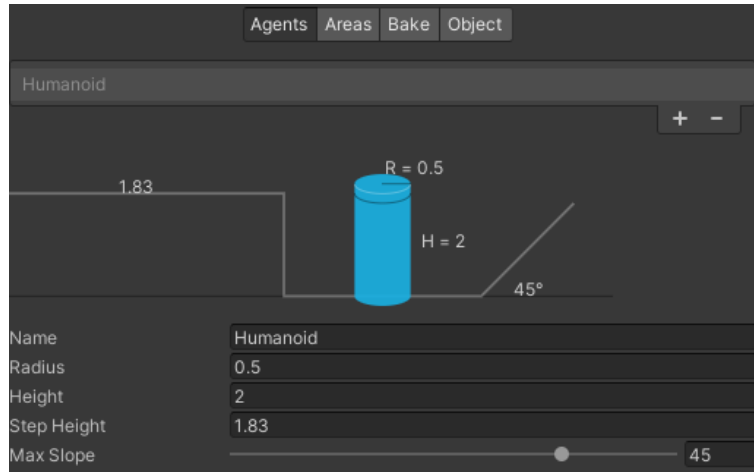 Agents Areas Bake Object
Humanoid
+ −
R = 0.5
1.83
H = 2
45°
Name Humanoid
Radius 0.5
Height 2
Step Height 1.83
Max Slope 45